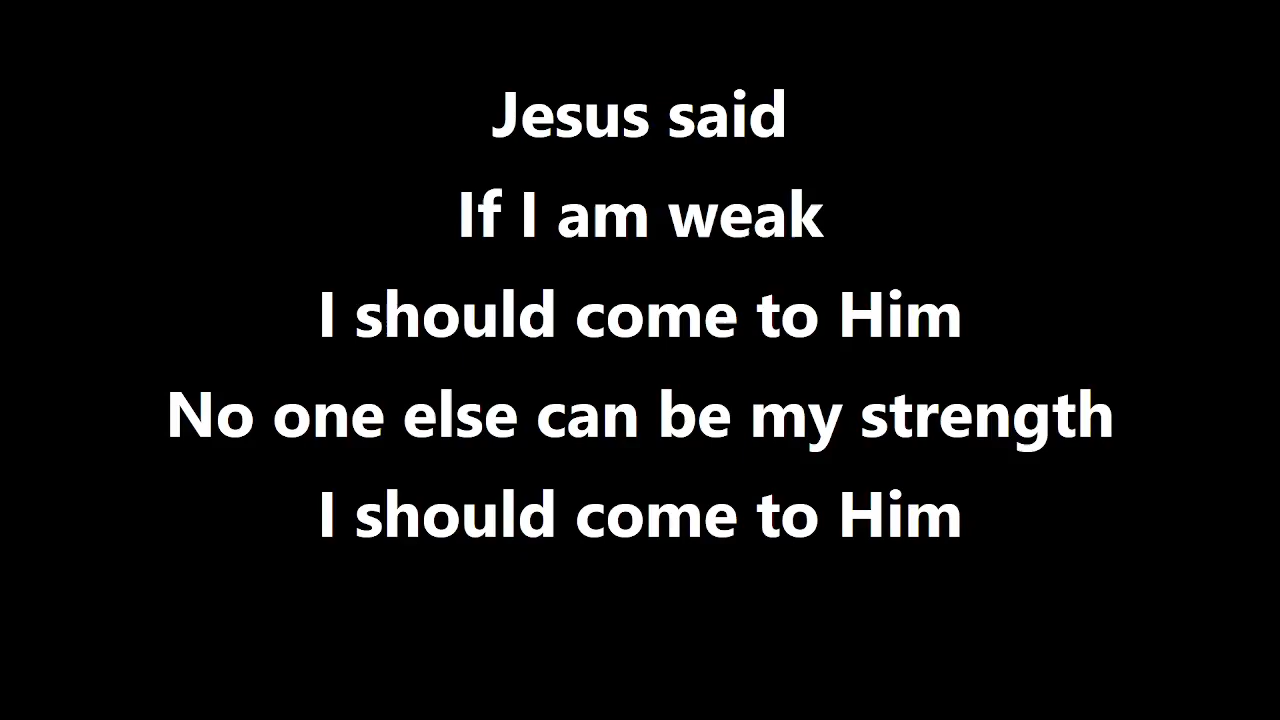 Jesus said
If I am weak
I should come to Him
No one else can be my strength
I should come to Him